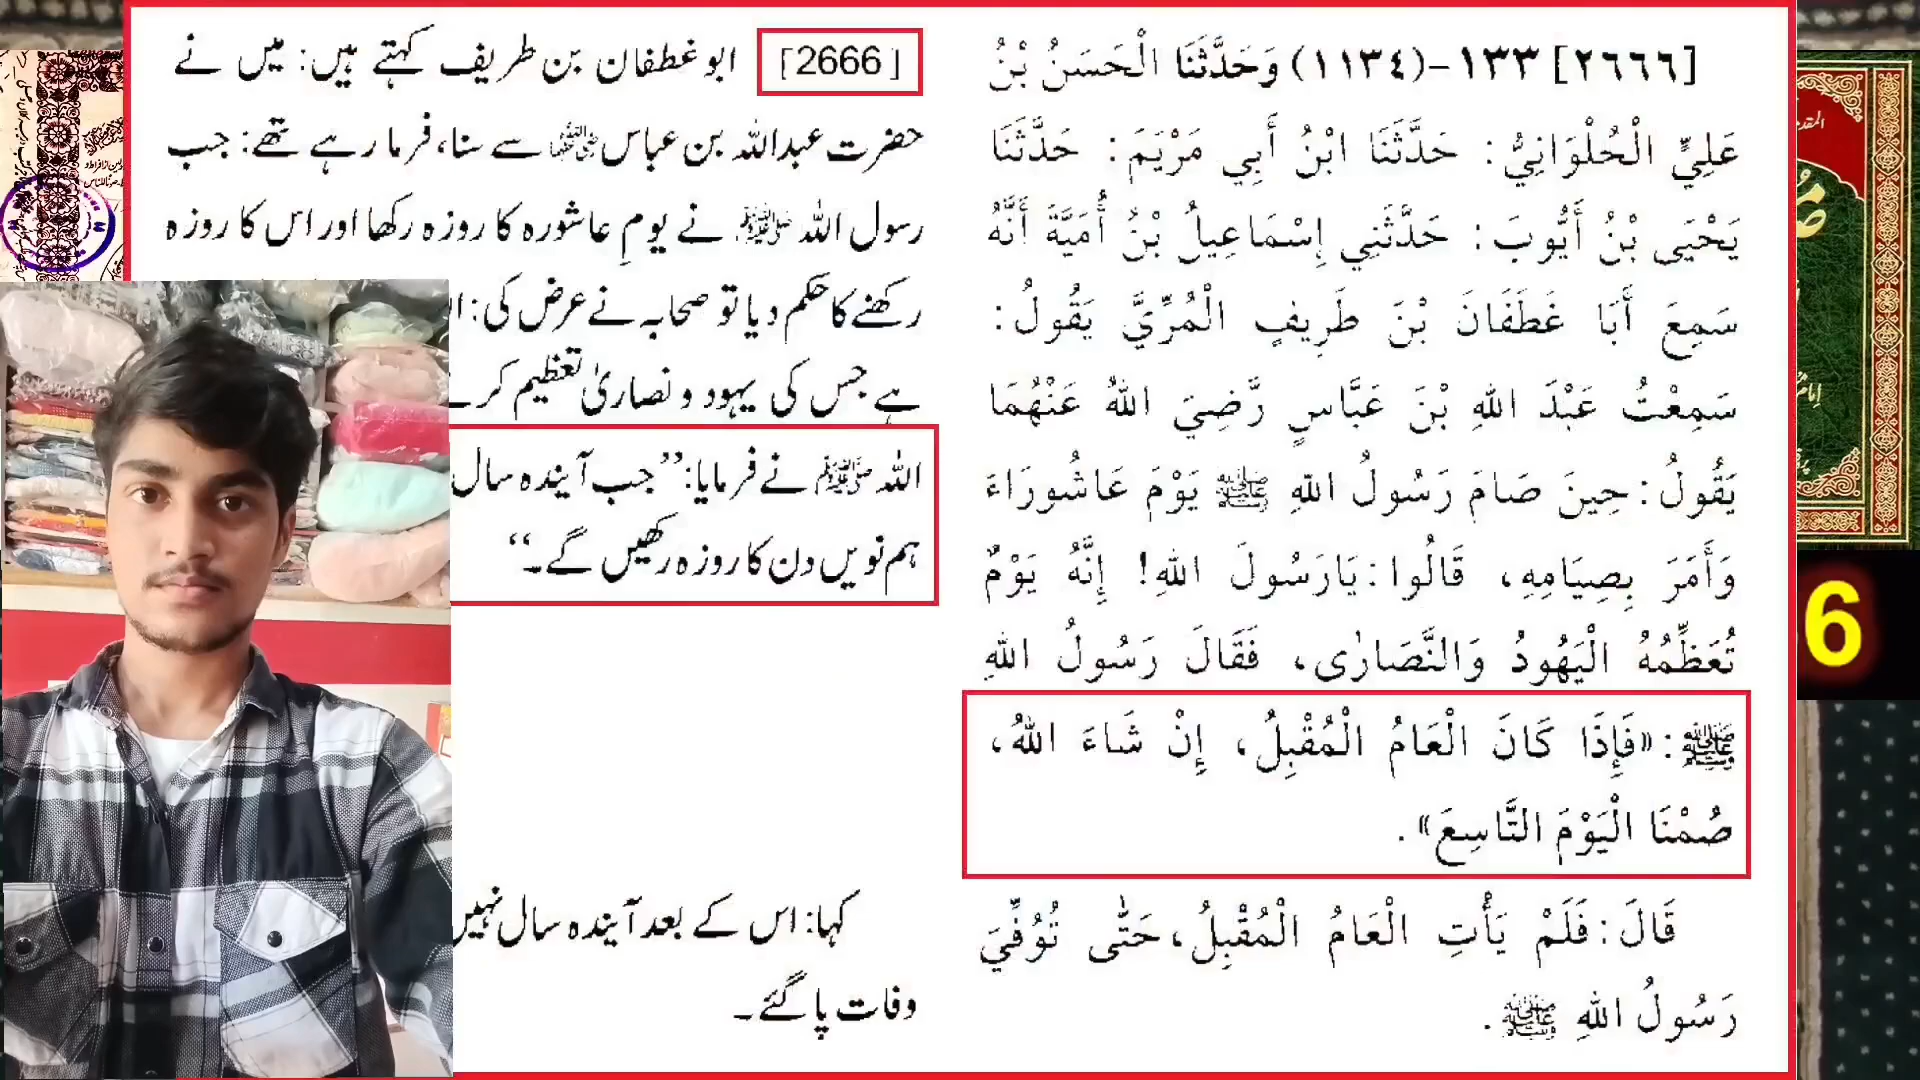 [٢٦٦٦] ١٣٣-(١١٣٤) وَحَدَّثَنَا الْحَسَنُ بْنُ
عَلِيٍّ الْحُلْوَانِيُّ: حَدَّثَنَا ابْنُ أَبِي مَرْيَمَ: حَدَّثَنَا
يَحْيَى بْنُ أَيُّوبَ: حَدَّثَنِي إِسْمَاعِيلُ بْنُ أُمَيَّةَ أَنَّهُ
سَمِعَ أَبَا غَطَفَانَ بْنَ طَرِيفٍ الْمُرِّيَّ يَقُولُ:
سَمِعْتُ عَبْدَ اللهِ بْنَ عَبَّاسٍ رَّضِيَ اللهُ عَنْهُمَا
يَقُولُ: حِينَ صَامَ رَسُولُ اللهِ ﷺ يَوْمَ عَاشُورَاءَ
وَأَمَرَ بِصِيَامِهِ، قَالُوا: يَارَسُولَ اللهِ! إِنَّهُ يَوْمٌ
تُعَظِّمُهُ الْيَهُودُ وَالنَّصَارٰى، فَقَالَ رَسُولُ اللهِ
ﷺ: «فَإِذَا كَانَ الْعَامُ الْمُقْبِلُ، إِنْ شَاءَ اللهُ،
صُمْنَا الْيَوْمَ التَّاسِعَ».
قَالَ: فَلَمْ يَأْتِ الْعَامُ الْمُقْبِلُ، حَتّٰى تُوُفِّيَ
رَسُولُ اللهِ ﷺ.
[2666] ابو غطفان بن طریف کہتے ہیں: میں نے
حضرت عبداللہ بن عباس رضی اللہ عنہما سے سنا، فرما رہے تھے: جب
رسول اللہ ﷺ نے یومِ عاشورہ کا روزہ رکھا اور اس کا روزہ
رکھنے کا حکم دیا تو صحابہ نے عرض کی:
ہے جس کی یہود و نصاریٰ تعظیم
اللہ ﷺ نے فرمایا: ’’جب آیندہ سال
ہم نویں دن کا روزہ رکھیں گے۔‘‘
کہا: اس کے بعد آیندہ سال نہیں
وفات پا گئے۔
6